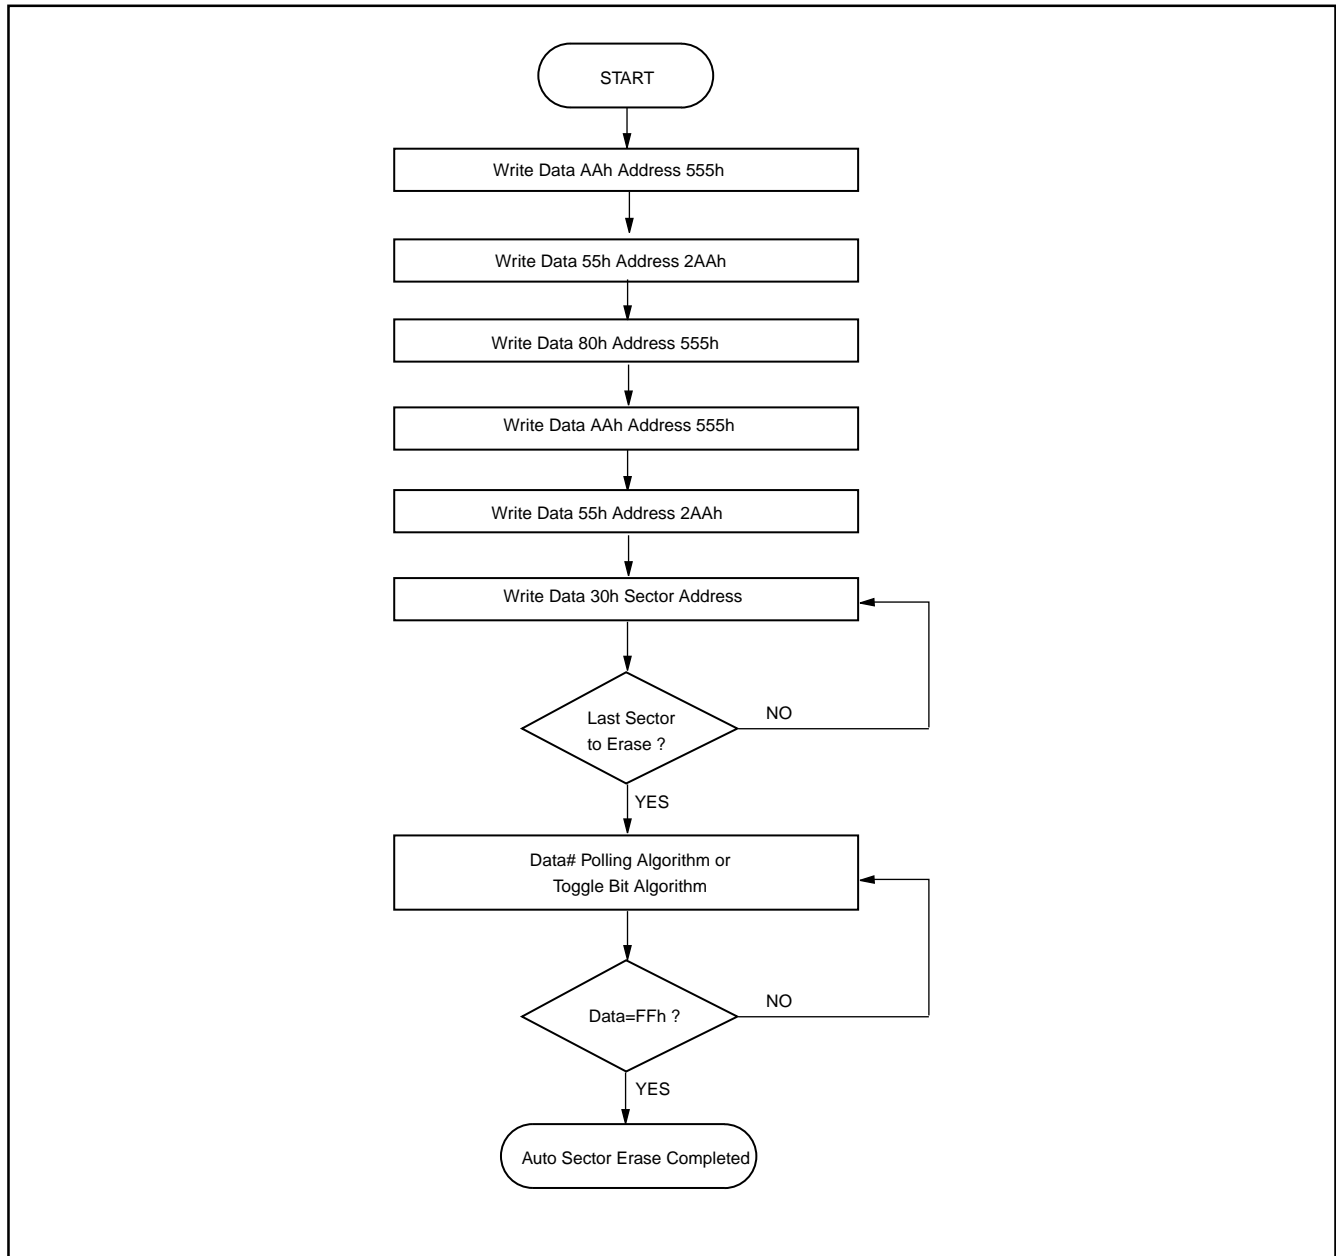 START
Write Data AAh Address 555h
Write Data 55h Address 2AAh
Write Data 80h Address 555h
Write Data AAh Address 555h
Write Data 55h Address 2AAh
Write Data 30h Sector Address
Last Sector
to Erase ?
NO
YES
Data# Polling Algorithm or
Toggle Bit Algorithm
Data=FFh ?
NO
YES
Auto Sector Erase Completed